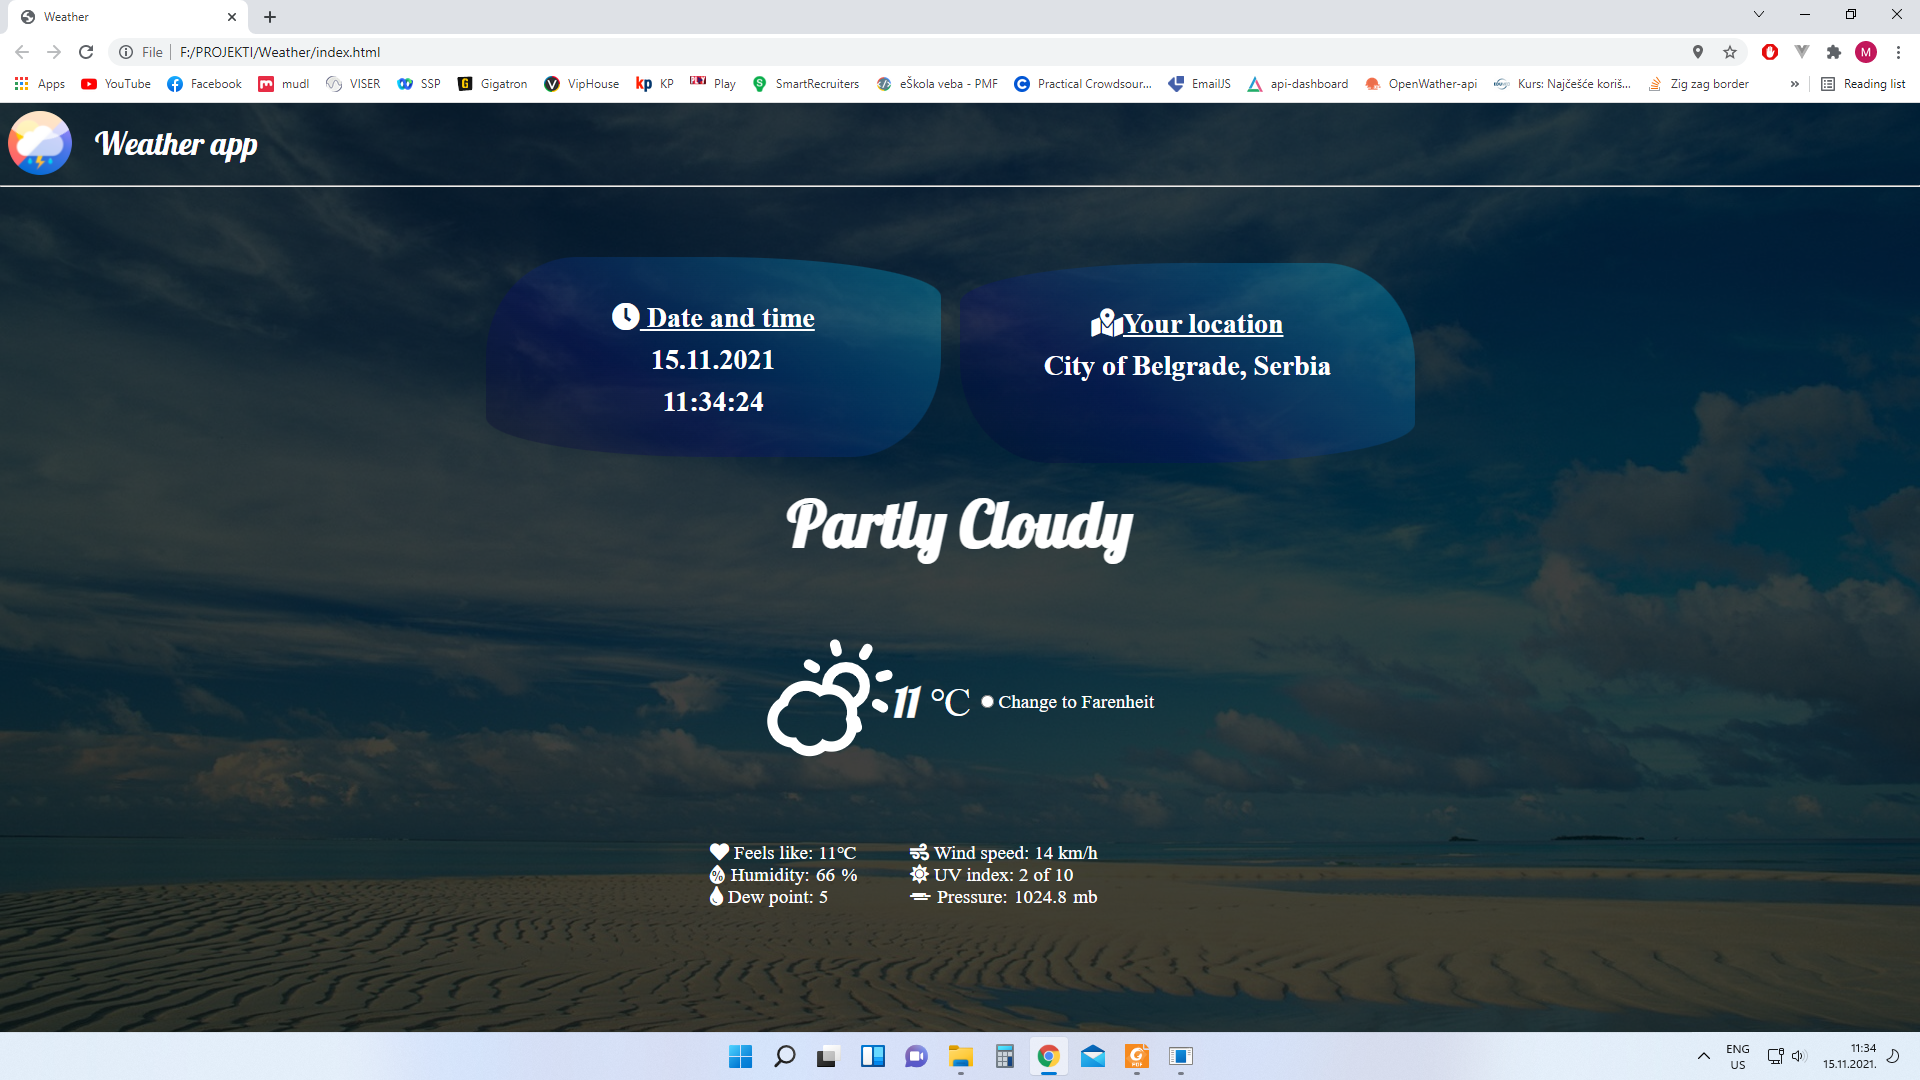 Weather
File
F:/PROJEKTI/Weather/index.html
M
Apps YouTube Facebook mudl VISER SSP Gigatron VipHouse KP Play SmartRecruiters eŠkola veba - PMF Practical Crowdsour... EmailJS api-dashboard OpenWather-api Kurs: Najčešće koriš... Zig zag border » Reading list
Weather app
Date and time
15.11.2021
11:34:24
Your location
City of Belgrade, Serbia
Partly Cloudy
11 °C Change to Farenheit
Feels like: 11°C
Humidity: 66 %
Dew point: 5
Wind speed: 14 km/h
UV index: 2 of 10
Pressure: 1024.8 mb
ENG
US
11:34
15.11.2021.